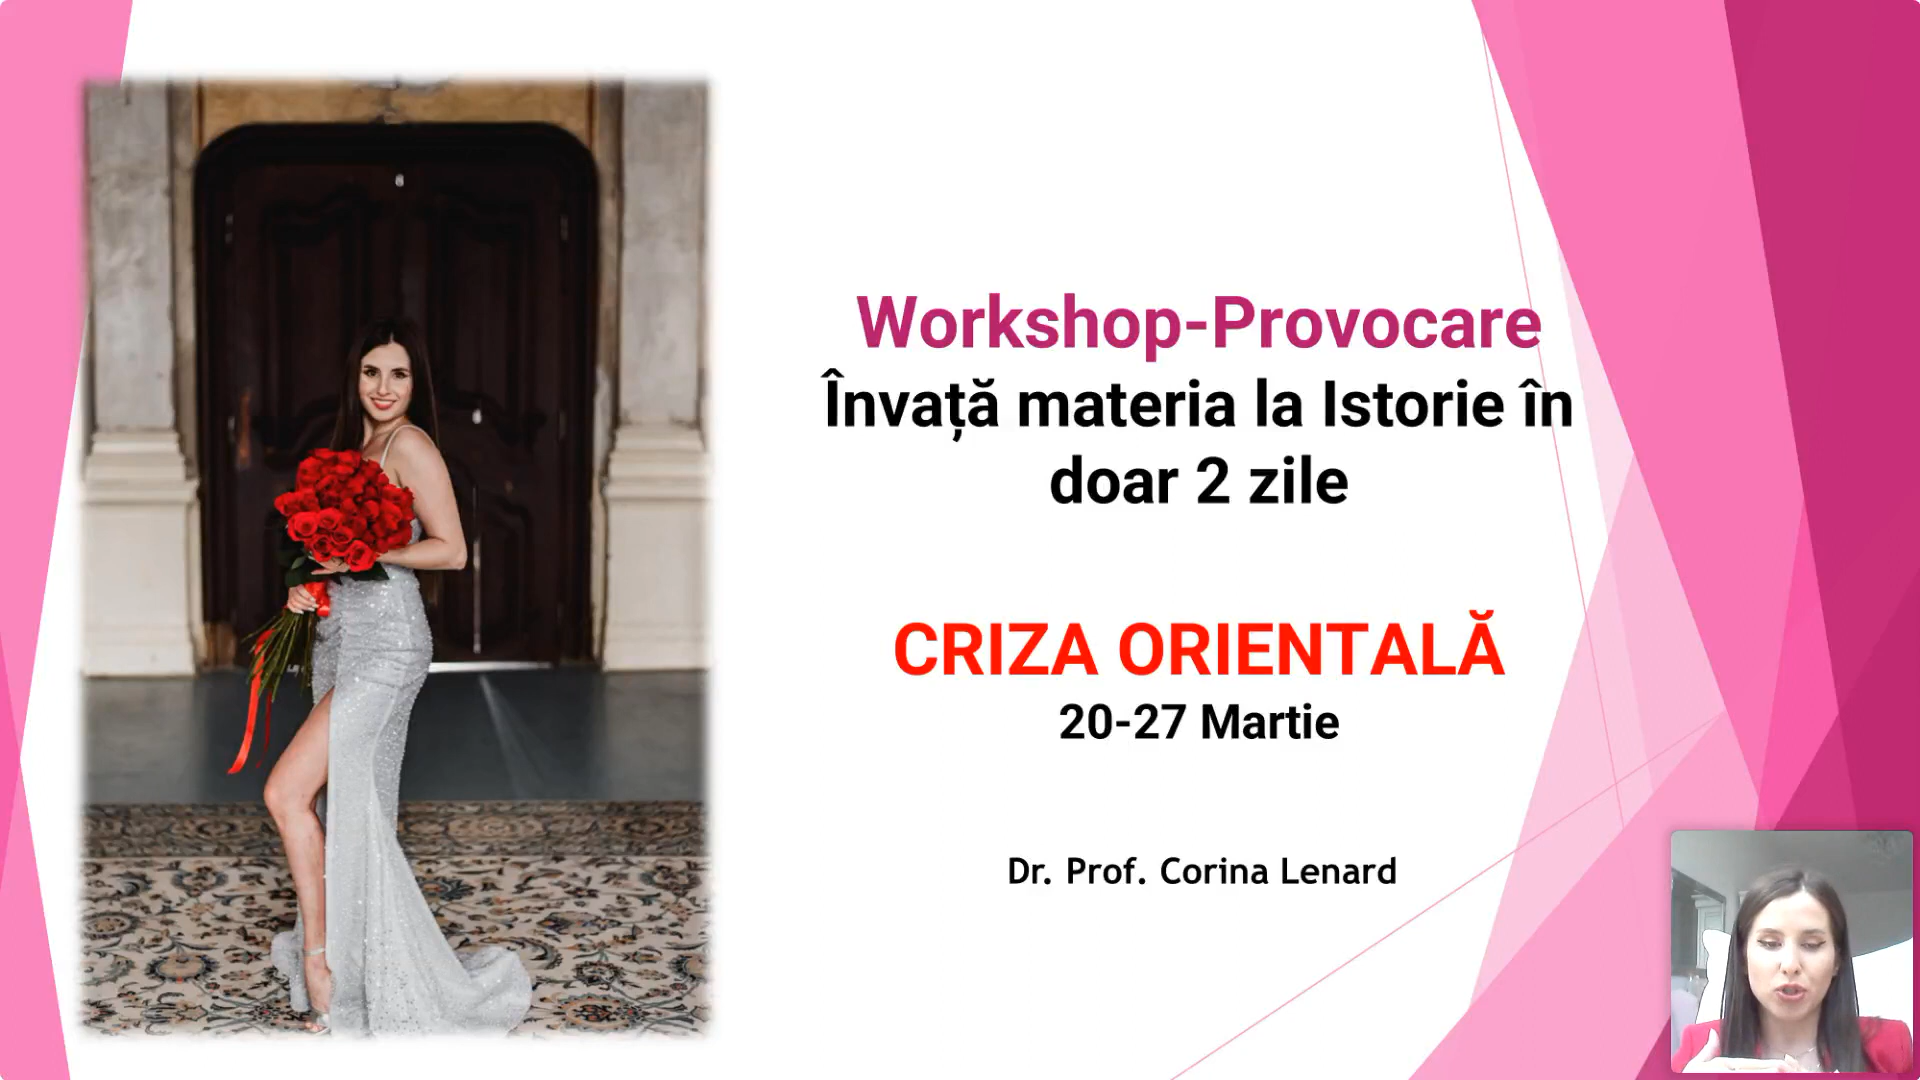 Workshop-Provocare
Învață materia la Istorie în
doar 2 zile
CRIZA ORIENTALĂ
20-27 Martie
Dr. Prof. Corina Lenard